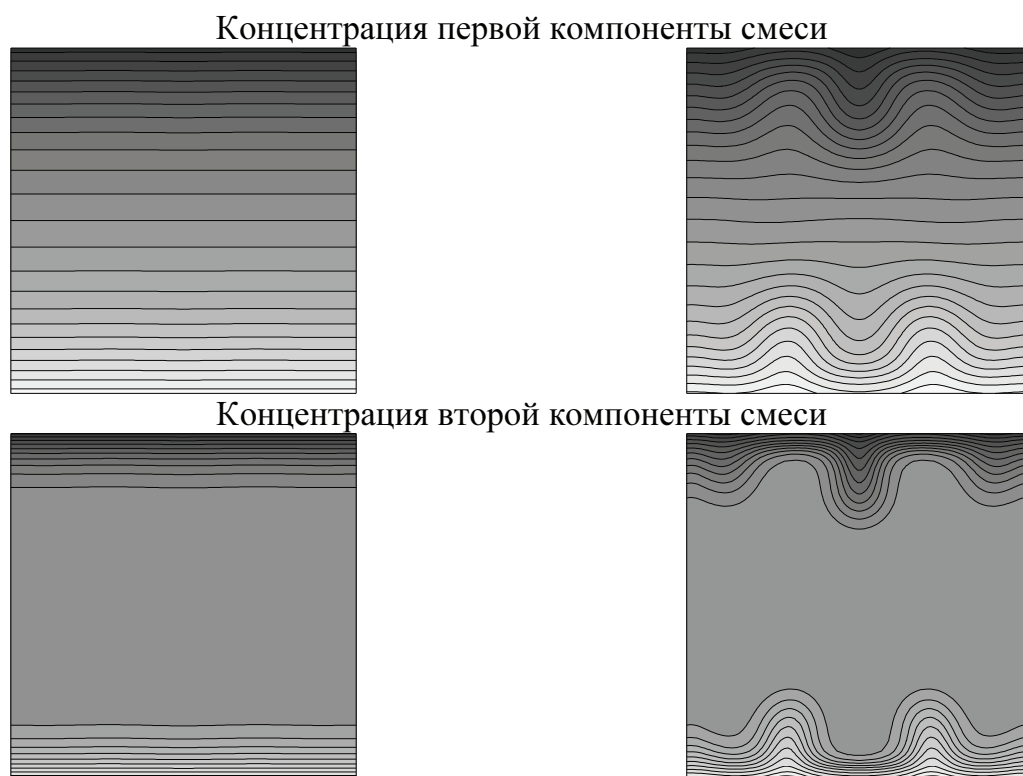 Концентрация первой компоненты смеси
Концентрация второй компоненты смеси